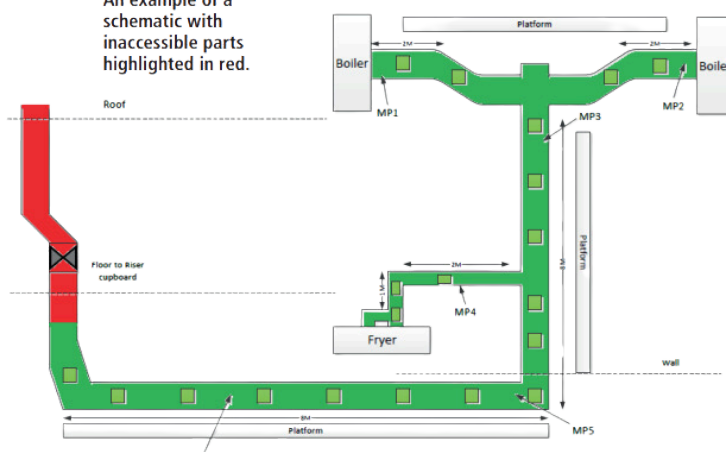 An example of a
schematic with
inaccessible parts
highlighted in red.
Platform
2M
2M
Boiler
Boile
MP1
MP2
MP3
Roof
Platform
Floor to Riser
cupboard
2M
1M
MP4
Fryer
Wall
8M
Platform
MP5